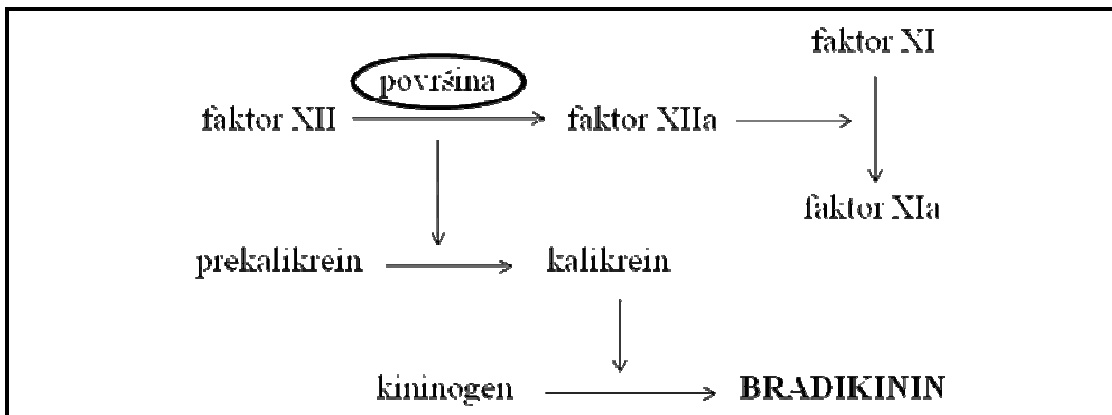 faktor XI
površina
faktor XII faktor XIIa
faktor XIa
prekalikrein kalikrein
kininogen BRADIKININ